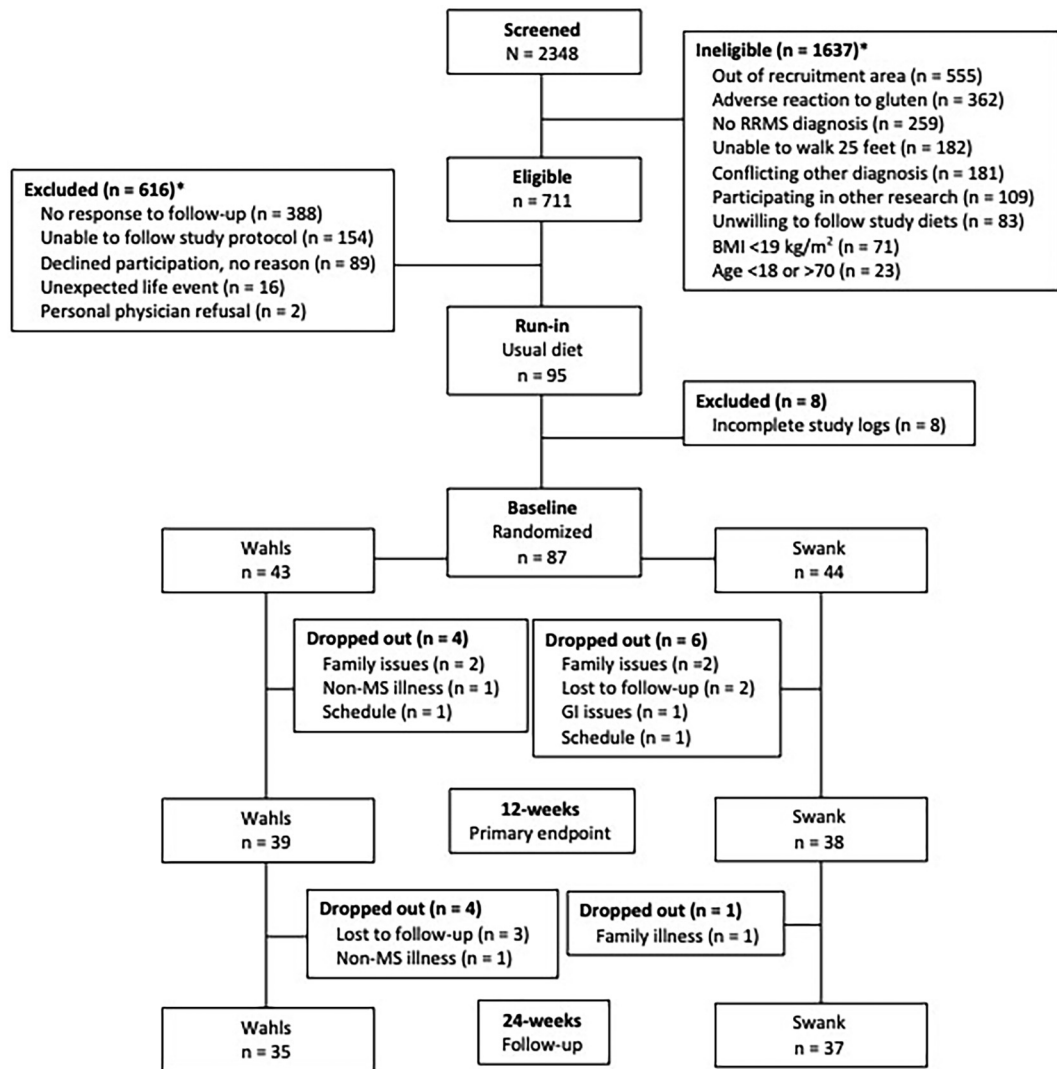 Screened
N = 2348
Ineligible (n = 1637)*
Out of recruitment area (n = 555)
Adverse reaction to gluten (n = 362)
No RRMS diagnosis (n = 259)
Unable to walk 25 feet (n = 182)
Conflicting other diagnosis (n = 181)
Participating in other research (n = 109)
Unwilling to follow study diets (n = 83)
BMI <19 kg/m² (n = 71)
Age <18 or >70 (n = 23)
Eligible
n = 711
Excluded (n = 616)*
No response to follow-up (n = 388)
Unable to follow study protocol (n = 154)
Declined participation, no reason (n = 89)
Unexpected life event (n = 16)
Personal physician refusal (n = 2)
Run-in
Usual diet
n = 95
Excluded (n = 8)
Incomplete study logs (n = 8)
Baseline
Randomized
n = 87
Wahls
n = 43
Swank
n = 44
Dropped out (n = 4)
Family issues (n = 2)
Non-MS illness (n = 1)
Schedule (n = 1)
Dropped out (n = 6)
Family issues (n =2)
Lost to follow-up (n = 2)
GI issues (n = 1)
Schedule (n = 1)
Wahls
n = 39
12-weeks
Primary endpoint
Swank
n = 38
Dropped out (n = 4)
Lost to follow-up (n = 3)
Non-MS illness (n = 1)
Dropped out (n = 1)
Family illness (n = 1)
Wahls
n = 35
24-weeks
Follow-up
Swank
n = 37